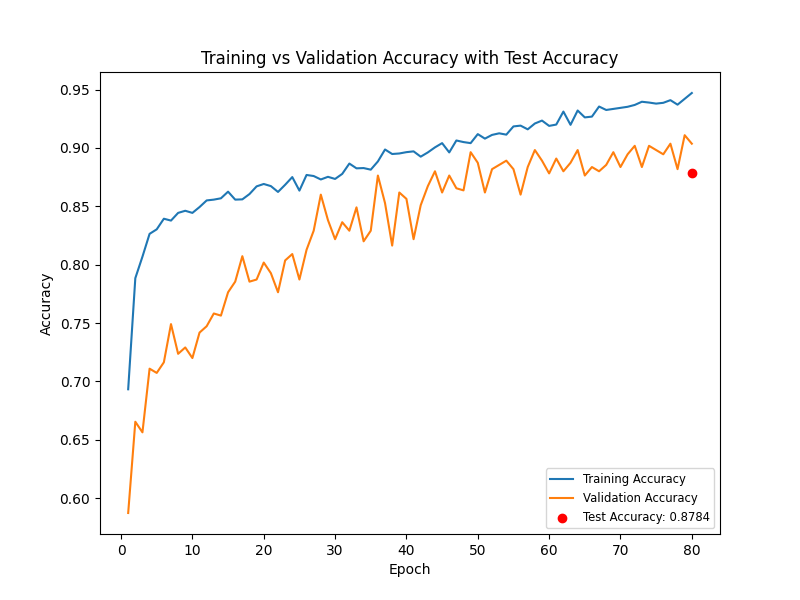 Training vs Validation Accuracy with Test Accuracy
Accuracy
0.95
0.90
0.85
0.80
0.75
0.70
0.65
0.60
0 10 20 30 40 50 60 70 80
Epoch
Training Accuracy
Validation Accuracy
Test Accuracy: 0.8784